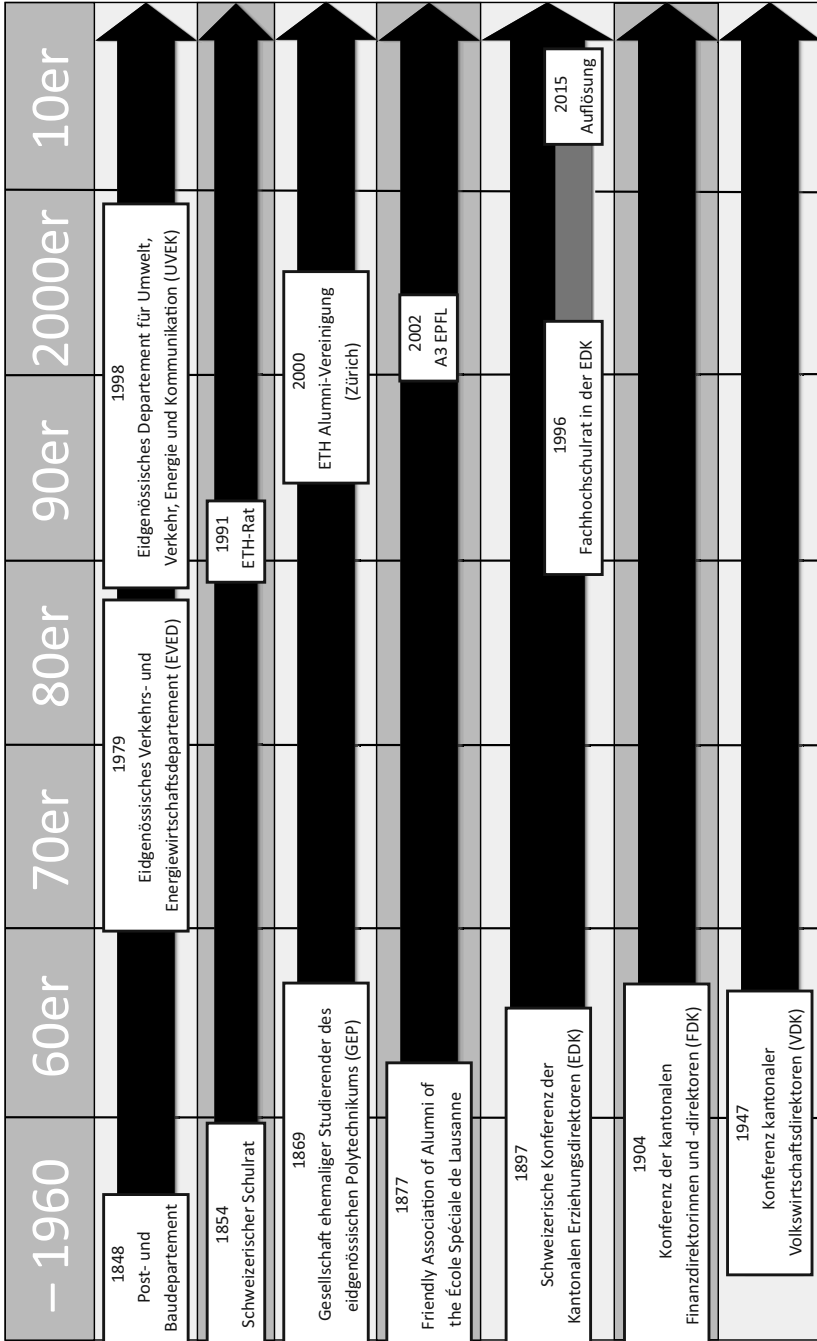 – 1960
60er
70er
80er
90er
2000er
10er
1848
Post- und
Baudepartement
1979
Eidgenössisches Verkehrs- und
Energiewirtschaftsdepartement (EVED)
1998
Eidgenössisches Departement für Umwelt,
Verkehr, Energie und Kommunikation (UVEK)
1854
Schweizerischer Schulrat
1991
ETH-Rat
1869
Gesellschaft ehemaliger Studierender des
eidgenössischen Polytechnikums (GEP)
2000
ETH Alumni-Vereinigung
(Zürich)
1877
Friendly Association of Alumni of
the École Spéciale de Lausanne
2002
A3 EPFL
1897
Schweizerische Konferenz der
Kantonalen Erziehungsdirektoren (EDK)
1996
Fachhochschulrat in der EDK
2015
Auflösung
1904
Konferenz der kantonalen
Finanzdirektorinnen und -direktoren (FDK)
1947
Konferenz kantonaler
Volkswirtschaftsdirektoren (VDK)